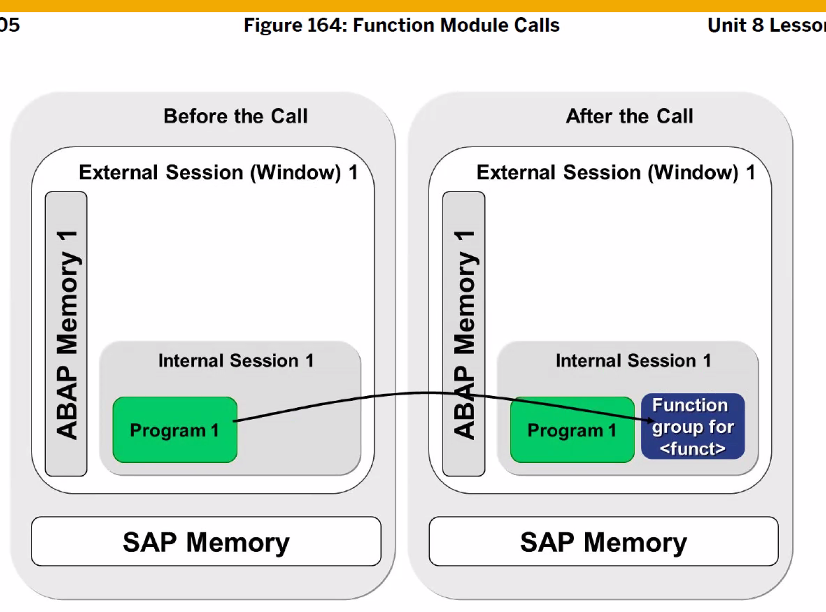 05 Figure 164: Function Module Calls Unit 8
Before the Call
External Session (Window) 1
ABAP Memory 1
Internal Session 1
Program 1
SAP Memory
After the Call
External Session (Window) 1
ABAP Memory 1
Internal Session 1
Program 1
Function
group for
<funct>
SAP Memory